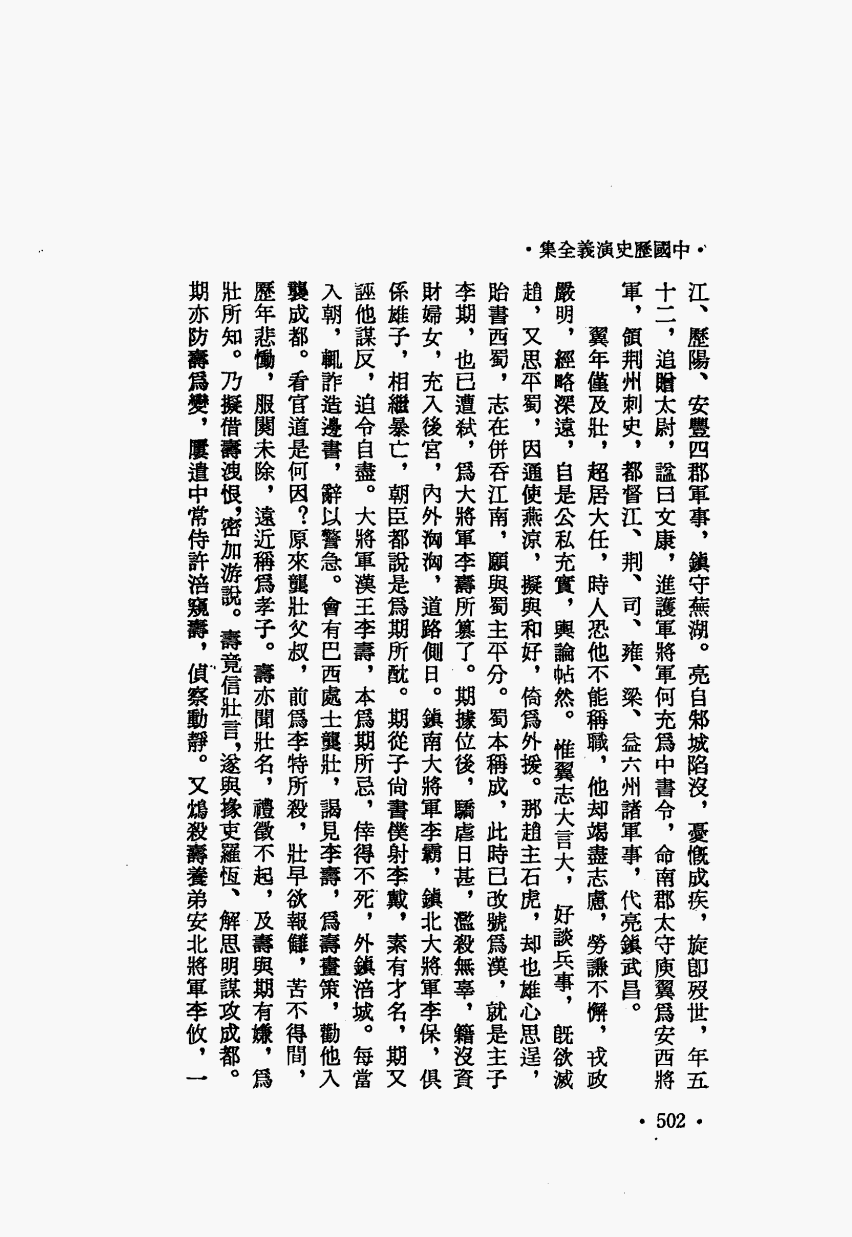 ·中國歷史演義全集·
江、歷陽、安豐四郡軍事，鎮守蕪湖。亮自邾城陷沒，憂慨成疾，旋卽歿世，年五
十二，追贈太尉，諡曰文康，進護軍將軍何充爲中書令，命南郡太守庾翼爲安西將
軍，領荆州刺史，都督江、荆、司、雍、梁、益六州諸軍事，代亮鎮武昌。
翼年僅及壯，超居大任，時人恐他不能稱職，他却竭盡志慮，勞謙不懈，戎政
嚴明，經略深遠，自是公私充實，輿論帖然。惟翼志大言大，好談兵事，旣欲滅
趙，又思平蜀，因通使燕涼，擬與和好，倚爲外援。那趙主石虎，却也雄心思逞，
貽書西蜀，志在併吞江南，願與蜀主平分。蜀本稱成，此時已改號爲漢，就是主子
李期，也已遭弒，爲大將軍李壽所篡了。期據位後，驕虐日甚，濫殺無辜，籍沒資
財婦女，充入後宮，內外洶洶，道路側目。鎮南大將軍李霸，鎮北大將軍李保，俱
係雄子，相繼暴亡，朝臣都說是爲期所酖。期從子尙書僕射李戴，素有才名，期又
誣他謀反，迫令自盡。大將軍漢王李壽，本爲期所忌，倖得不死，外鎮涪城。每當
入朝，輒詐造邊書，辭以警急。會有巴西處士龔壯，謁見李壽，爲壽畫策，勸他入
襲成都。看官道是何因？原來龔壯父叔，前爲李特所殺，壯早欲報讎，苦不得間，
歷年悲慟，服闋未除，遠近稱爲孝子。壽亦聞壯名，禮徵不起，及壽與期有嫌，爲
壯所知。乃擬借壽洩恨，密加游說。壽竟信壯言，遂與掾吏羅恆、解思明謀攻成都。
期亦防壽爲變，屢遣中常侍許涪窺壽，偵察動靜。又鴆殺壽養弟安北將軍李攸，一
·502·